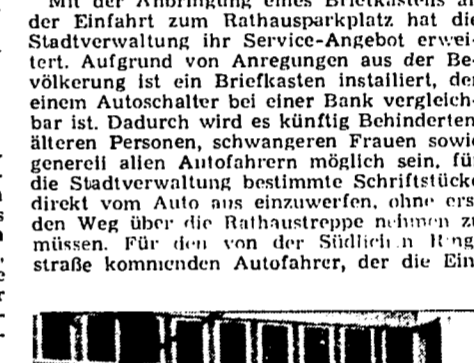 Mit der Anbringung eines Briefkastens an
der Einfahrt zum Rathausparkplatz hat die
Stadtverwaltung ihr Service-Angebot erwei-
tert. Aufgrund von Anregungen aus der Be-
völkerung ist ein Briefkasten installiert, de
einem Autoschalter bei einer Bank vergleich-
bar ist. Dadurch wird es künftig Behinderten
älteren Personen, schwangeren Frauen sowie
generell allen Autofahrern möglich sein, fü
die Stadtverwaltung bestimmte Schriftstücke
direkt vom Auto aus einzuwerfen, ohne ers
den Weg über die Rathaustreppe nehmen z
müssen. Für den von der Südlichen Ring
straße kommenden Autofahrer, der die Ein